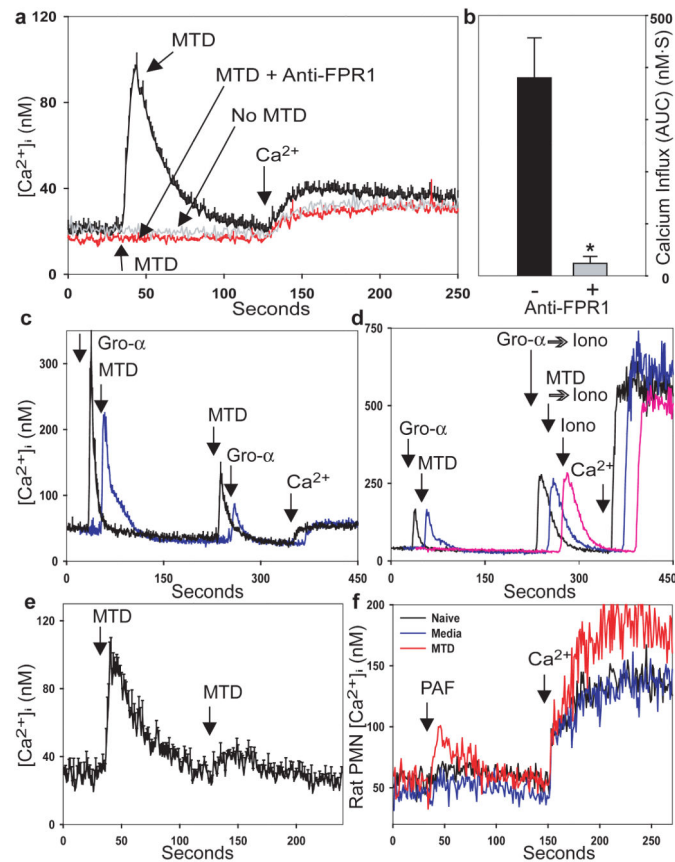 a
120
80
40
0
[Ca²⁺]ᵢ (nM)
MTD
MTD + Anti-FPR1
No MTD
Ca²⁺
MTD
0 50 100 150 200 250
Seconds
b
500
0
Calcium Influx (AUC) (nM·S)
*
- +
Anti-FPR1
c
300
200
100
0
[Ca²⁺]ᵢ (nM)
Gro-α
MTD
MTD
Gro-α
Ca²⁺
0 150 300 450
Seconds
d
750
500
250
0
Gro-α ⇒ Iono
MTD
⇒ Iono
Gro-α
Iono
MTD
Ca²⁺
0 150 300 450
Seconds
e
120
80
40
0
[Ca²⁺]ᵢ (nM)
MTD
MTD
0 50 100 150 200
Seconds
f
200
150
100
50
Rat PMN [Ca²⁺]ᵢ (nM)
Naive
Media
MTD
PAF
Ca²⁺
0 50 100 150 200 250
Seconds